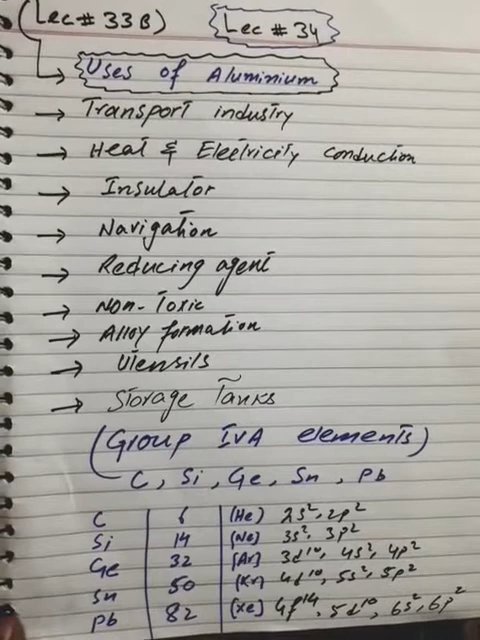 (Lec # 33B) Lec # 34
→ Uses of Aluminium
→ Transport industry
→ Heat & Electricity conduction
→ Insulator
→ Navigation
→ Reducing agent
→ Non-Toxic
→ Alloy formation
→ Utensils
→ Storage Tanks
(Group IVA elements)
C, Si, Ge, Sn, Pb
C 6 (He) 2s², 2p²
Si 14 (Ne) 3s², 3p²
Ge 32 (Ar) 3d¹⁰, 4s², 4p²
Sn 50 (Kr) 4d¹⁰, 5s², 5p²
Pb 82 (Xe) 4f¹⁴, 5d¹⁰, 6s², 6p²